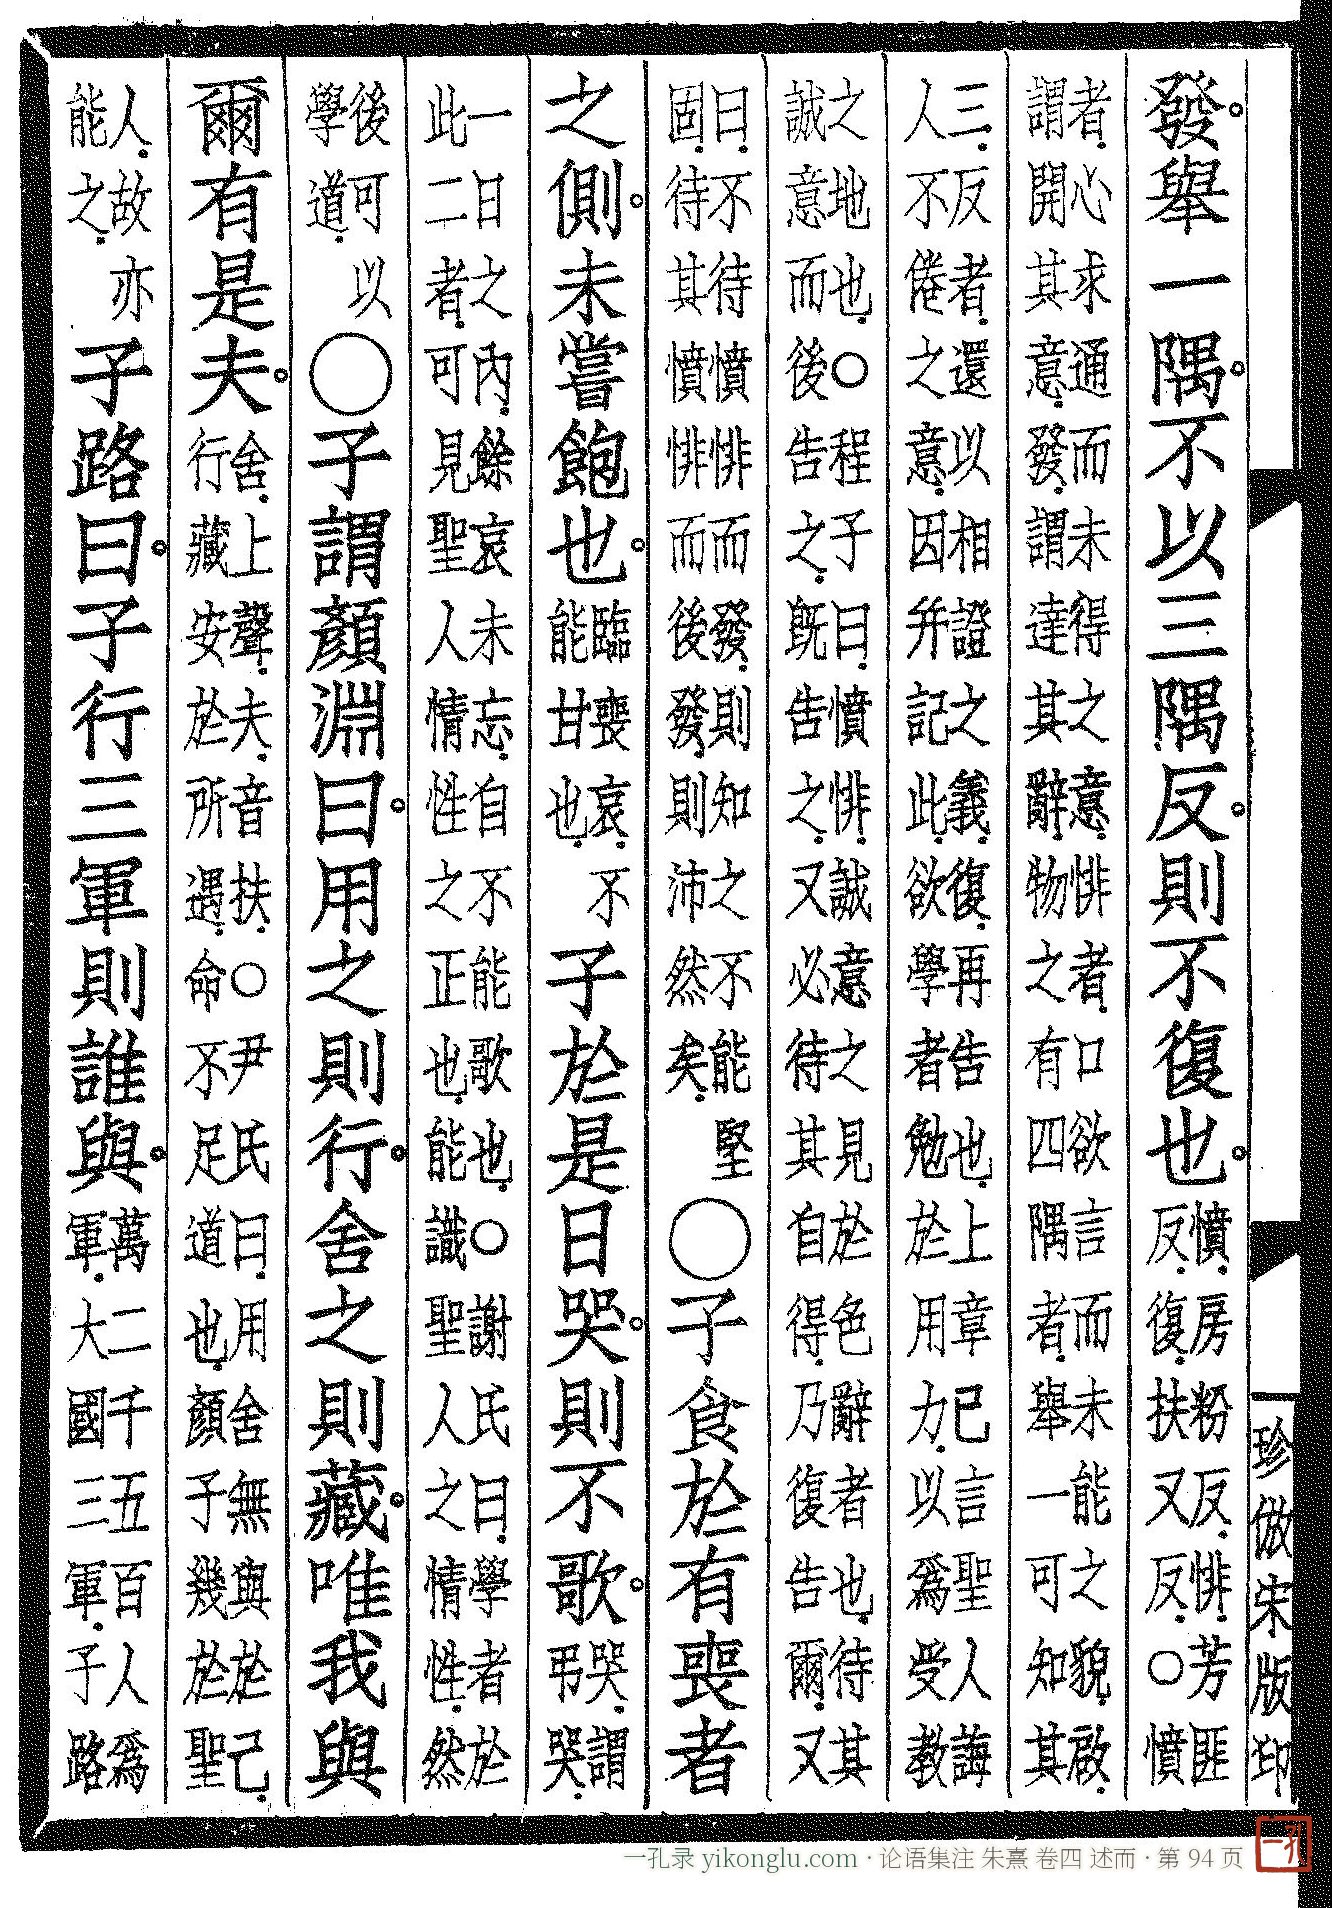 珍倣宋版印
發。舉一隅。不以三隅反。則不復也。憤.房粉反.悱.芳匪反.復.扶又反.○憤
者.心求通而未得之意.悱者.口欲言而未能之貌.啟.謂開其意.發.謂達其辭.物之有四隅者.舉一可知其
三.反者.還以相證之義.復.再告也.上章已言聖人誨人不倦之意.因幷記此.欲學者勉於用力.以爲受教
之地也.○程子曰.憤悱.誠意之見於色辭者也.待其誠意而後告之.旣告之.又必待其自得.乃復告爾.又
曰.不待憤悱而發.則知之不能堅固.待其憤悱而後發.則沛然矣.○子食於有喪者
之側。未嘗飽也。臨喪哀.不能甘也.子於是日哭。則不歌。哭.謂弔哭.
一日之內.餘哀未忘.自不能歌也.○謝氏曰.學者於此二者.可見聖人情性之正也.能識聖人之情性.然
後可以學道.○子謂顏淵曰。用之則行。舍之則藏。唯我與
爾有是夫。舍.上聲.夫.音扶.○尹氏曰.用舍無與於己.行藏安於所遇.命不足道也.顏子幾於聖
人.故亦能之.子路曰。子行三軍則誰與。萬二千五百人爲軍.大國三軍.子路
一孔录 yikonglu.com · 论语集注 朱熹 卷四 述而 · 第 94 页
一孔